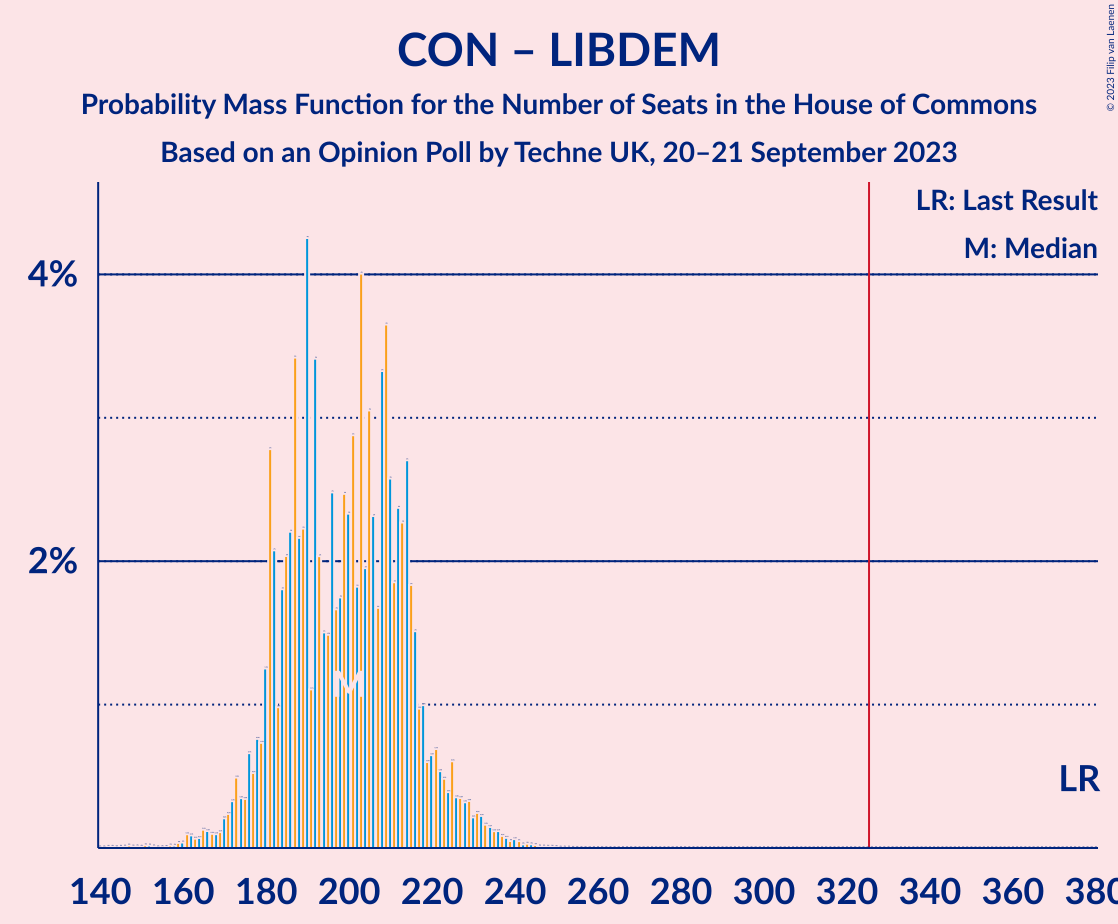 CON – LIBDEM
Probability Mass Function for the Number of Seats in the House of Commons
Based on an Opinion Poll by Techne UK, 20–21 September 2023
© 2023 Filip van Laenen
LR: Last Result
M: Median
4%
2%
M
LR
140 160 180 200 220 240 260 280 300 320 340 360 380